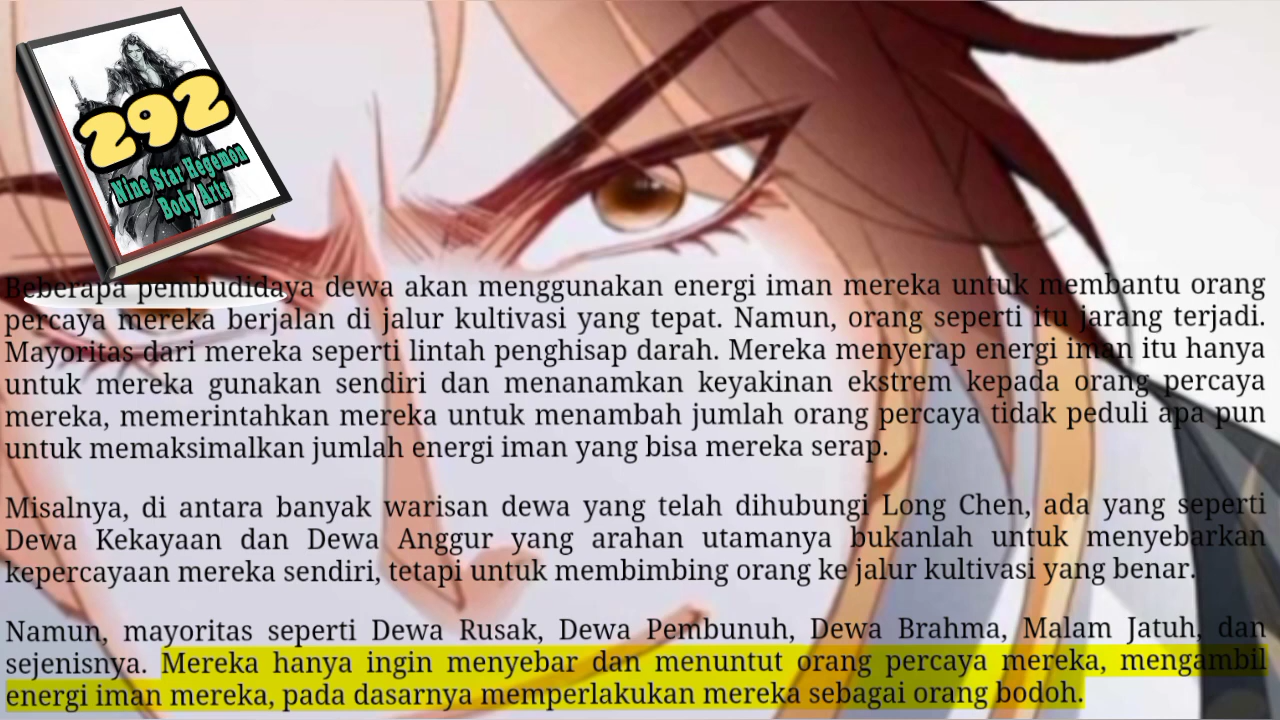 292
Nine Star Hegemon
Body Arts
Beberapa pembudidaya dewa akan menggunakan energi iman mereka untuk membantu orang
percaya mereka berjalan di jalur kultivasi yang tepat. Namun, orang seperti itu jarang terjadi.
Mayoritas dari mereka seperti lintah penghisap darah. Mereka menyerap energi iman itu hanya
untuk mereka gunakan sendiri dan menanamkan keyakinan ekstrem kepada orang percaya
mereka, memerintahkan mereka untuk menambah jumlah orang percaya tidak peduli apa pun
untuk memaksimalkan jumlah energi iman yang bisa mereka serap.
Misalnya, di antara banyak warisan dewa yang telah dihubungi Long Chen, ada yang seperti
Dewa Kekayaan dan Dewa Anggur yang arahan utamanya bukanlah untuk menyebarkan
kepercayaan mereka sendiri, tetapi untuk membimbing orang ke jalur kultivasi yang benar.
Namun, mayoritas seperti Dewa Rusak, Dewa Pembunuh, Dewa Brahma, Malam Jatuh, dan
sejenisnya. Mereka hanya ingin menyebar dan menuntut orang percaya mereka, mengambil
energi iman mereka, pada dasarnya memperlakukan mereka sebagai orang bodoh.